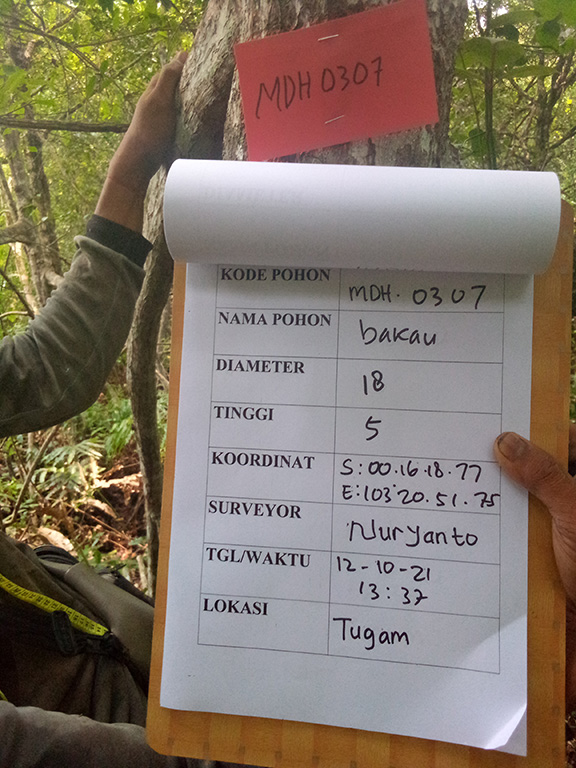 MDH 0307
KODE POHON MDH. 0307
NAMA POHON bakau
DIAMETER 18
TINGGI 5
KOORDINAT S:00.16.18.77
E:103°20.51.75
SURVEYOR Nuryanto
TGL/WAKTU 12-10-21
13:37
LOKASI Tugam